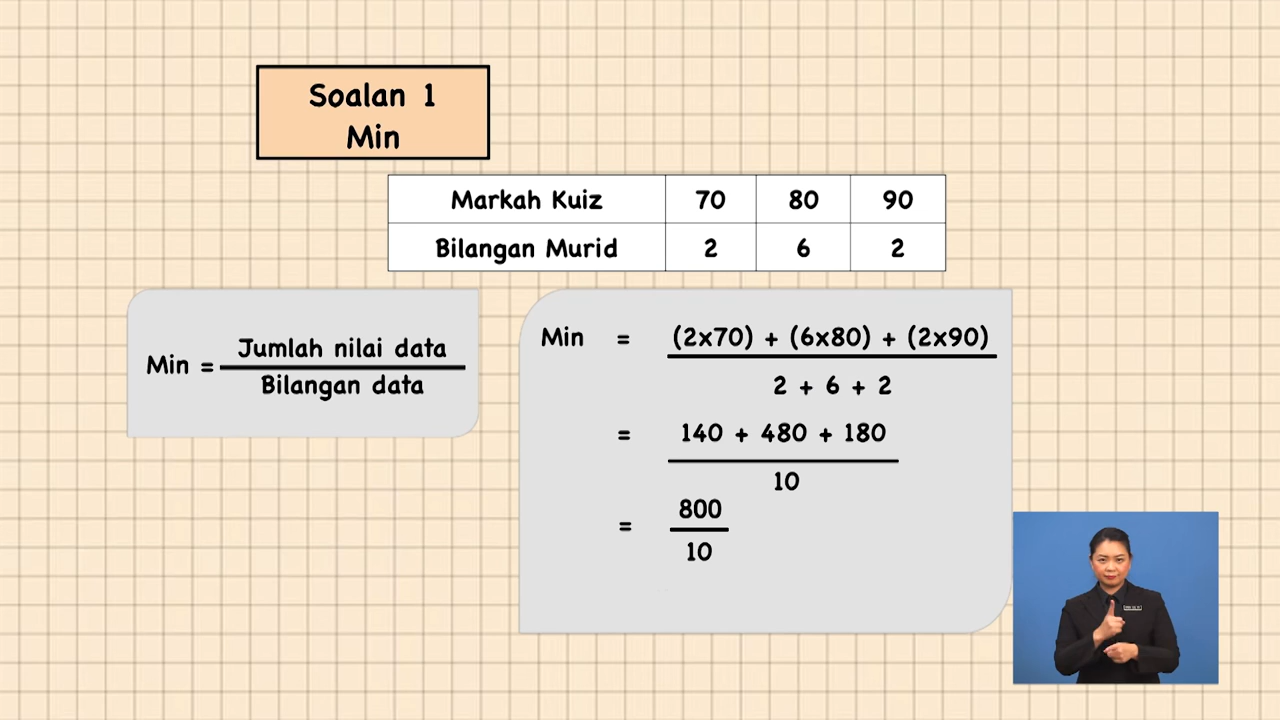 Soalan 1
Min
Markah Kuiz 70 80 90
Bilangan Murid 2 6 2
Min = Jumlah nilai data
Bilangan data
Min = (2x70) + (6x80) + (2x90)
2 + 6 + 2
= 140 + 480 + 180
10
= 800
10